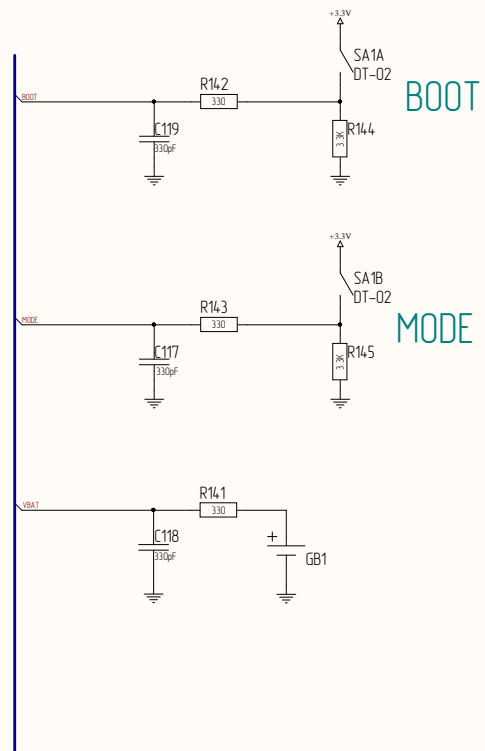 +3.3V
SA1A
DT-02
R142
330
BOOT
BOOT
C119
330pF
3.3K
R144
+3.3V
SA1B
DT-02
R143
330
MODE
MODE
C117
330pF
3.3K
R145
R141
330
VBAT
C118
330pF
+
GB1